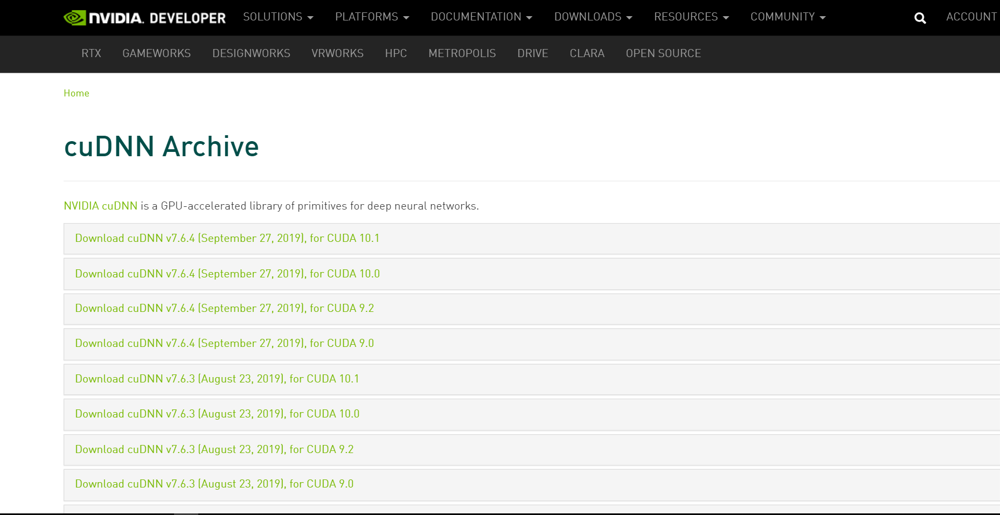 NVIDIA. DEVELOPER SOLUTIONS PLATFORMS DOCUMENTATION DOWNLOADS RESOURCES COMMUNITY ACCOUNT
RTX GAMEWORKS DESIGNWORKS VRWORKS HPC METROPOLIS DRIVE CLARA OPEN SOURCE
Home
cuDNN Archive
NVIDIA cuDNN is a GPU-accelerated library of primitives for deep neural networks.
Download cuDNN v7.6.4 (September 27, 2019), for CUDA 10.1
Download cuDNN v7.6.4 (September 27, 2019), for CUDA 10.0
Download cuDNN v7.6.4 (September 27, 2019), for CUDA 9.2
Download cuDNN v7.6.4 (September 27, 2019), for CUDA 9.0
Download cuDNN v7.6.3 (August 23, 2019), for CUDA 10.1
Download cuDNN v7.6.3 (August 23, 2019), for CUDA 10.0
Download cuDNN v7.6.3 (August 23, 2019), for CUDA 9.2
Download cuDNN v7.6.3 (August 23, 2019), for CUDA 9.0